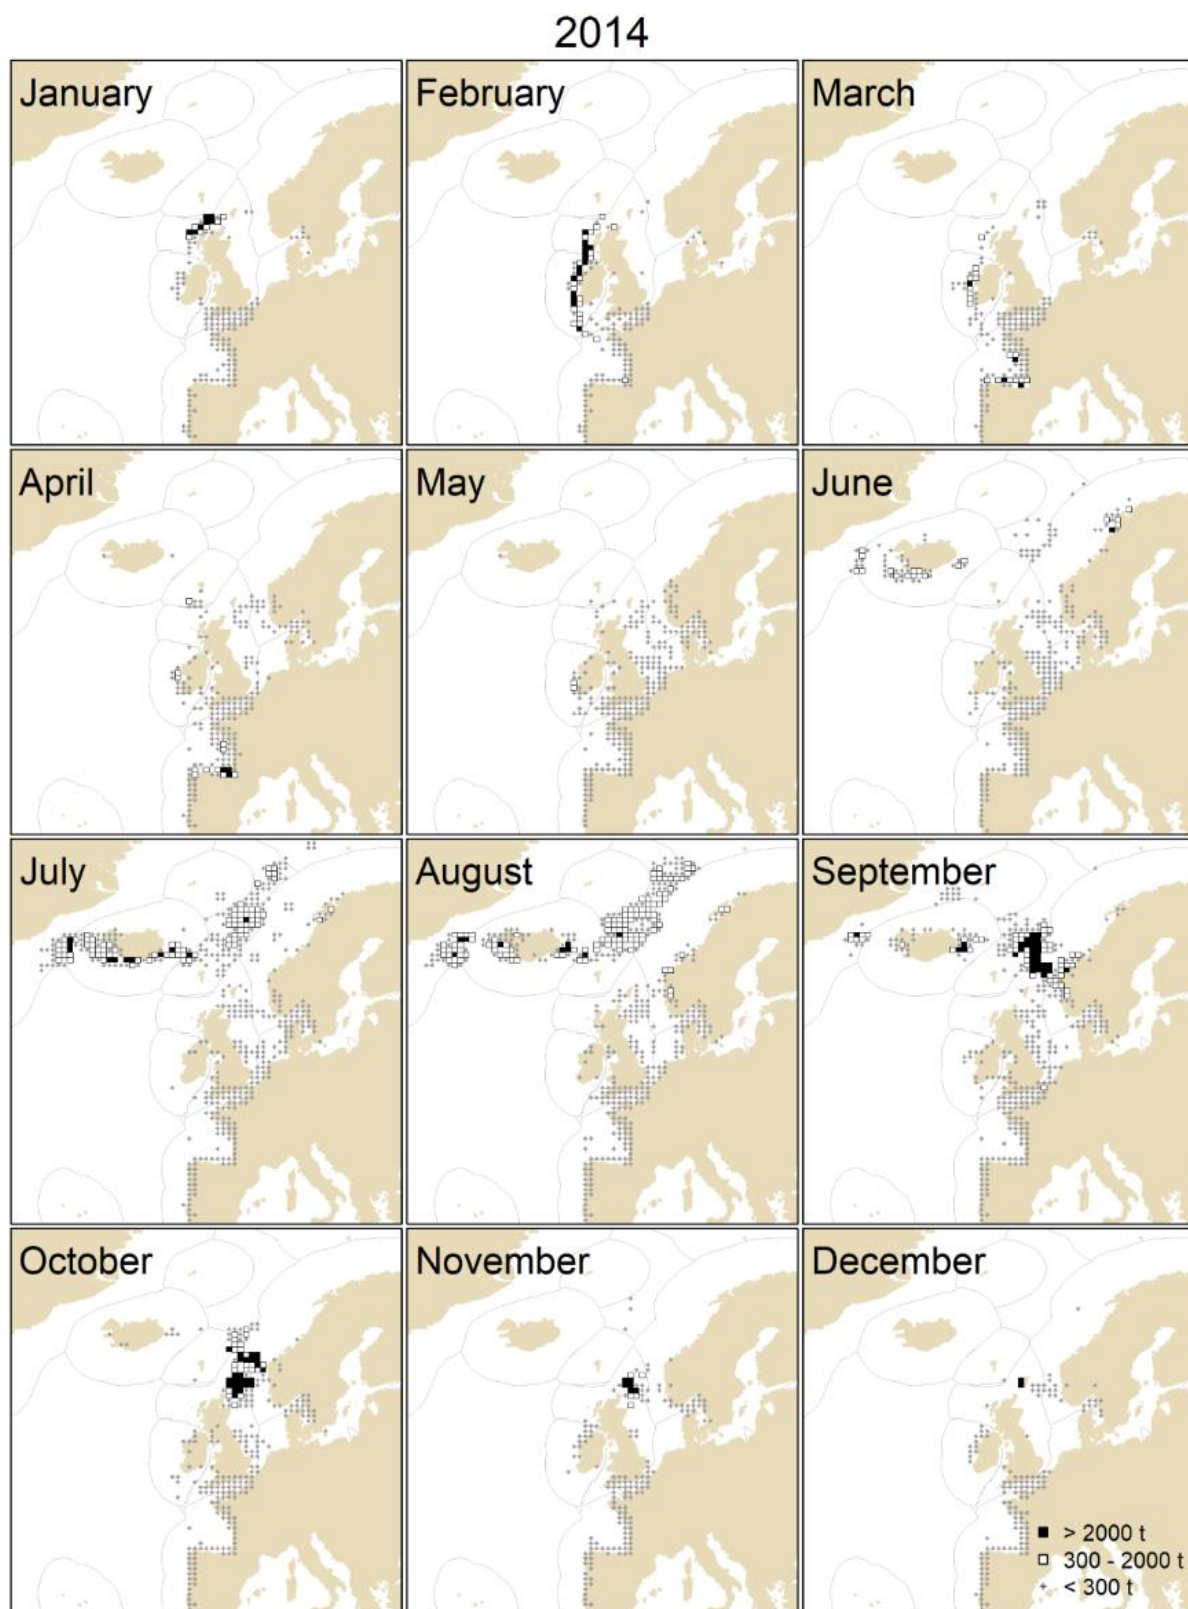 2014
January
February
March
April
May
June
July
August
September
October
November
December
> 2000 t
300 - 2000 t
< 300 t